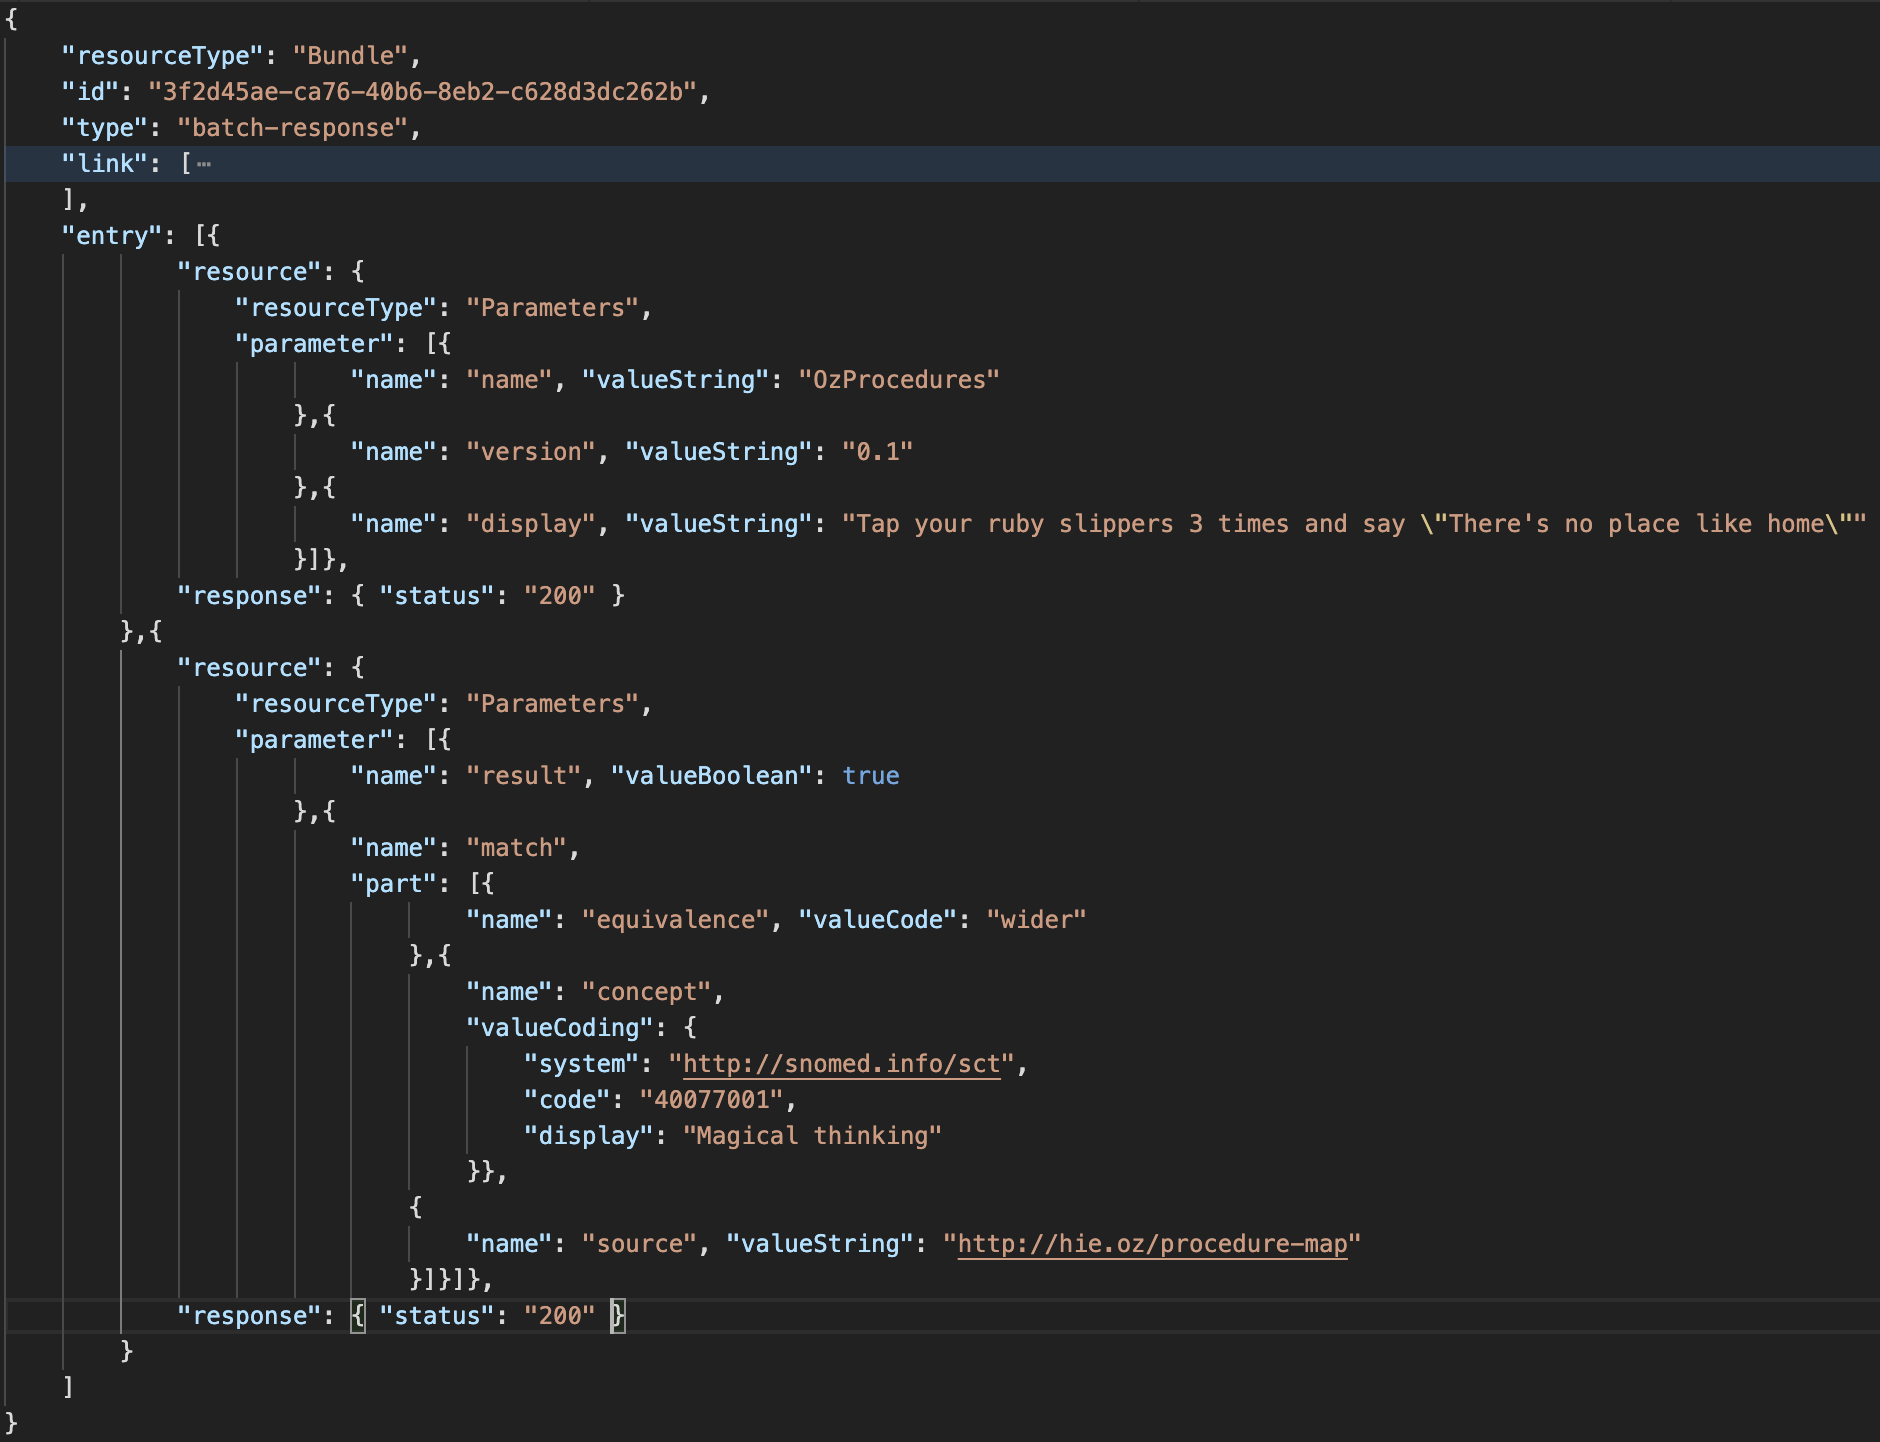 {
    "resourceType": "Bundle",
    "id": "3f2d45ae-ca76-40b6-8eb2-c628d3dc262b",
    "type": "batch-response",
    "link": [ ⋯
    ],
    "entry": [{
            "resource": {
                "resourceType": "Parameters",
                "parameter": [{
                        "name": "name", "valueString": "OzProcedures"
                    },{
                        "name": "version", "valueString": "0.1"
                    },{
                        "name": "display", "valueString": "Tap your ruby slippers 3 times and say \"There's no place like home\""
                    }]},
            "response": { "status": "200" }
        },{
            "resource": {
                "resourceType": "Parameters",
                "parameter": [{
                        "name": "result", "valueBoolean": true
                    },{
                        "name": "match",
                        "part": [{
                                "name": "equivalence", "valueCode": "wider"
                            },{
                                "name": "concept",
                                "valueCoding": {
                                    "system": "http://snomed.info/sct",
                                    "code": "40077001",
                                    "display": "Magical thinking"
                                }},
                            {
                                "name": "source", "valueString": "http://hie.oz/procedure-map"
                            }]}]},
            "response": { "status": "200" }
        }
    ]
}